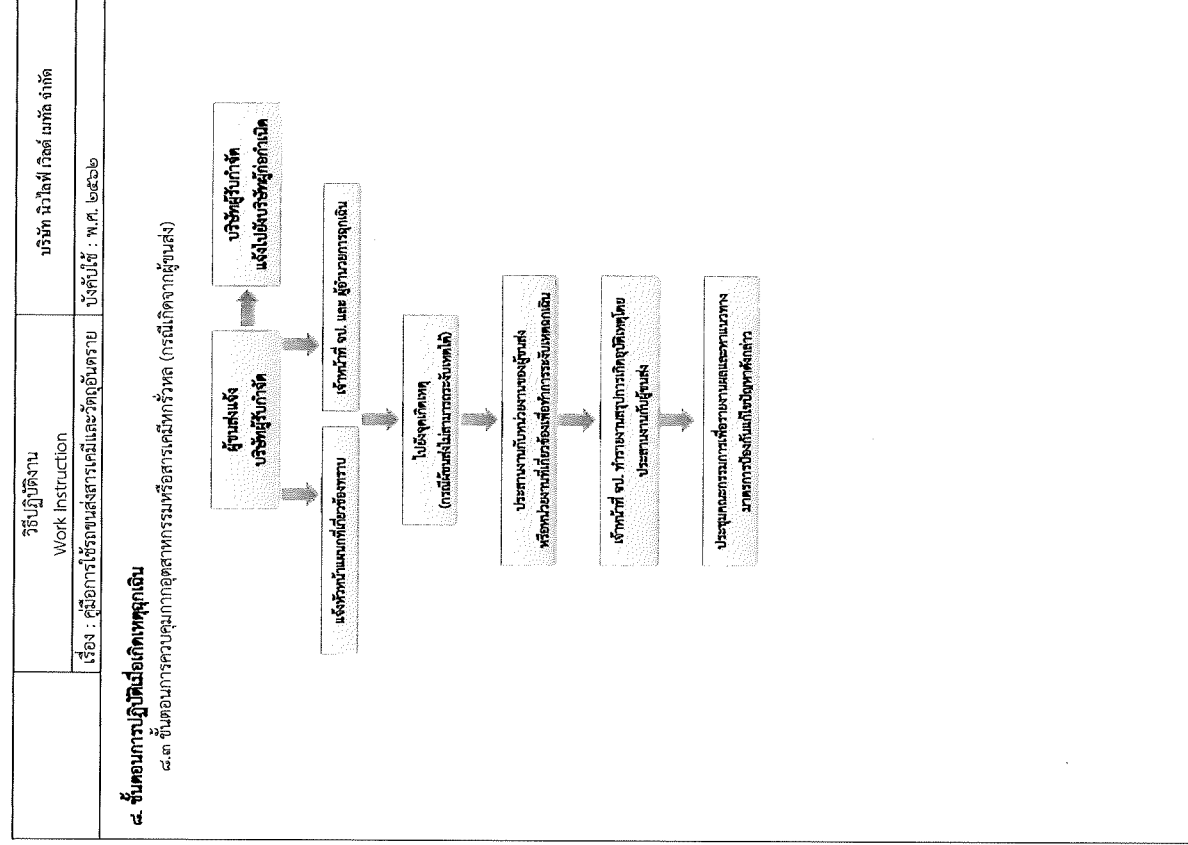 วิธีปฏิบัติงาน
Work Instruction
บริษัท นิวไลฟ์ เวิลด์ เมทัล จำกัด
เรื่อง : คู่มือการใช้รถขนส่งสารเคมีและวัตถุอันตราย
บังคับใช้ : พ.ศ. ๒๕๖๒
๘. ขั้นตอนการปฏิบัติเมื่อเกิดเหตุฉุกเฉิน
๘.๓ ขั้นตอนการควบคุมกากอุตสาหกรรมหรือสารเคมีหกรั่วหล (กรณีเกิดจากผู้ขนส่ง)
ผู้ขนส่งแจ้ง
บริษัทผู้รับกำจัด
บริษัทผู้รับกำจัด
แจ้งไปยังบริษัทผู้ก่อกำเนิด
แจ้งหัวหน้าแผนกที่เกี่ยวข้องทราบ
เจ้าหน้าที่ จป. และ ผู้อำนวยการฉุกเฉิน
ไปยังจุดเกิดเหตุ
(กรณีผู้ขนส่งไม่สามารถระงับเหตุได้)
ประสานงานกับหน่วยงานของผู้ขนส่ง
หรือหน่วยงานที่เกี่ยวข้องเพื่อทำการระงับเหตุฉุกเฉิน
เจ้าหน้าที่ จป. ทำรายงานสรุปการเกิดอุบัติเหตุโดย
ประสานงานกับผู้ขนส่ง
ประชุมคณะกรรมการเพื่อรายงานผลและหาแนวทาง
มาตรการป้องกันแก้ไขปัญหาดังกล่าว